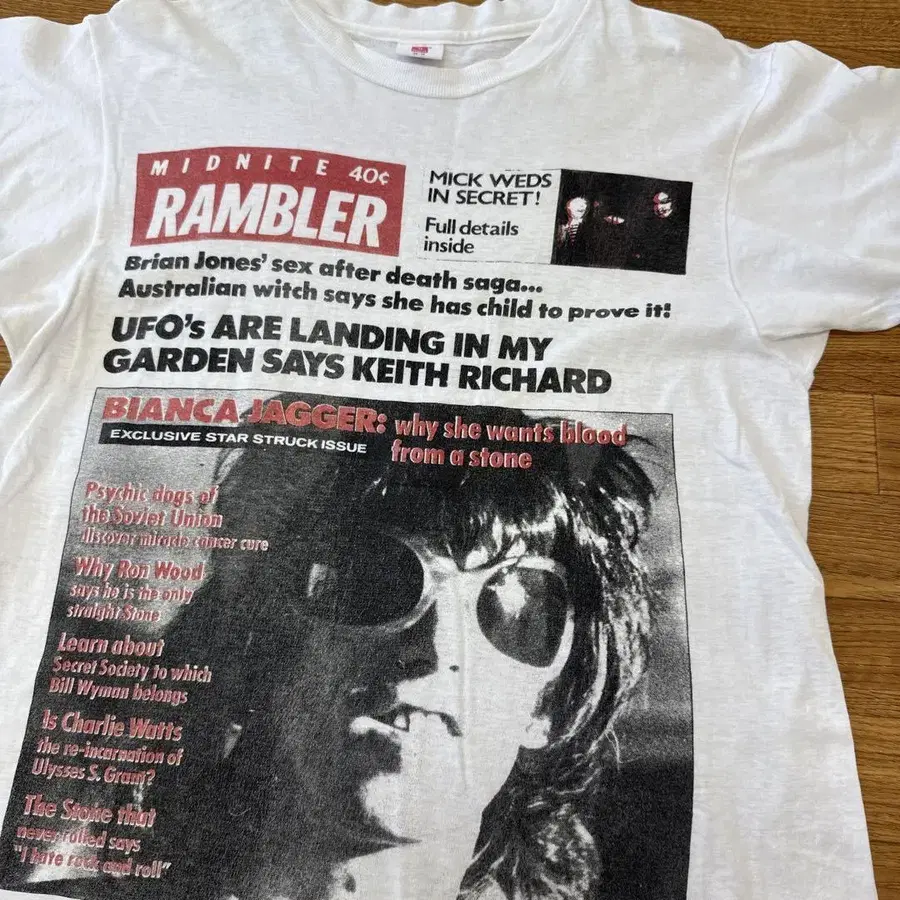 MIDNITE 40¢
RAMBLER
MICK WEDS
IN SECRET!
Full details
inside
Brian Jones' sex after death saga...
Australian witch says she has child to prove it!
UFO's ARE LANDING IN MY
GARDEN SAYS KEITH RICHARD
BIANCA JAGGER: why she wants blood
from a stone
EXCLUSIVE STAR STRUCK ISSUE
Psychic dogs of
the Soviet Union
discover miracle cancer cure
Why Ron Wood
says he is the only
straight Stone
Learn about
Secret Society to which
Bill Wyman belongs
Is Charlie Watts
the re-incarnation of
Ulysses S. Grant?
The Stone that
never rolled says
"I hate rock and roll"